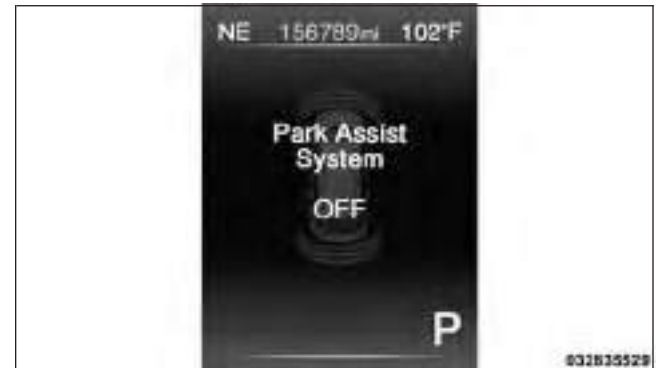 NE 156789mi 102°F
Park Assist
System
OFF
P
032835529